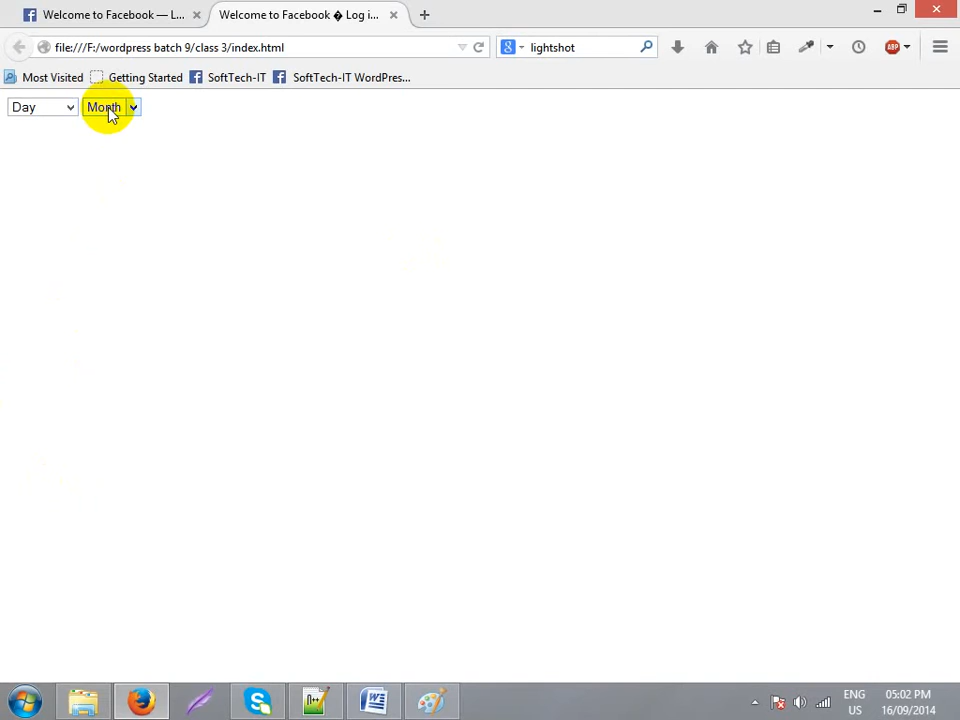 Welcome to Facebook — L...
Welcome to Facebook � Log i...
file:///F:/wordpress batch 9/class 3/index.html
lightshot
Most Visited
Getting Started
SoftTech-IT
SoftTech-IT WordPres...
Day
Month
ENG
US
05:02 PM
16/09/2014